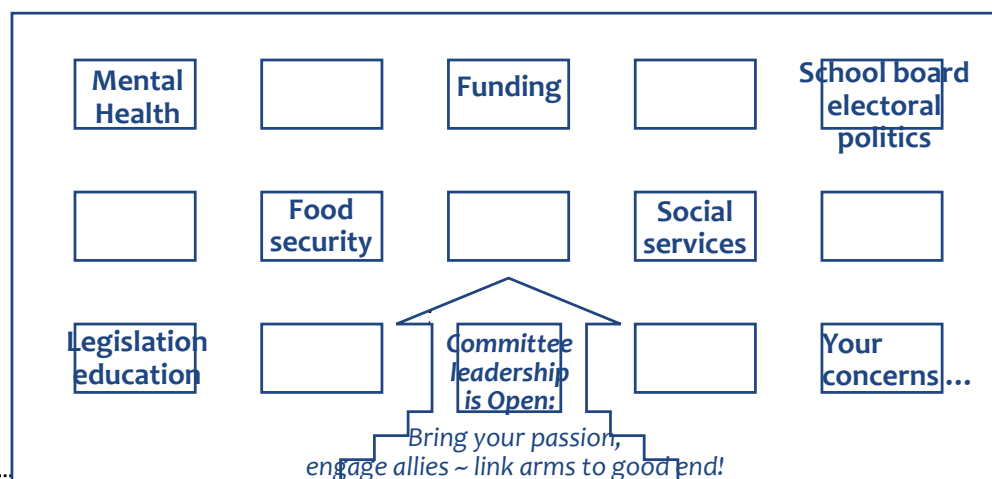 Mental
Health
Funding
School board
electoral
politics
Food
security
Social
services
Legislation
education
Committee
leadership
is Open:
Your
concerns...
Bring your passion,
engage allies ~ link arms to good end!
...